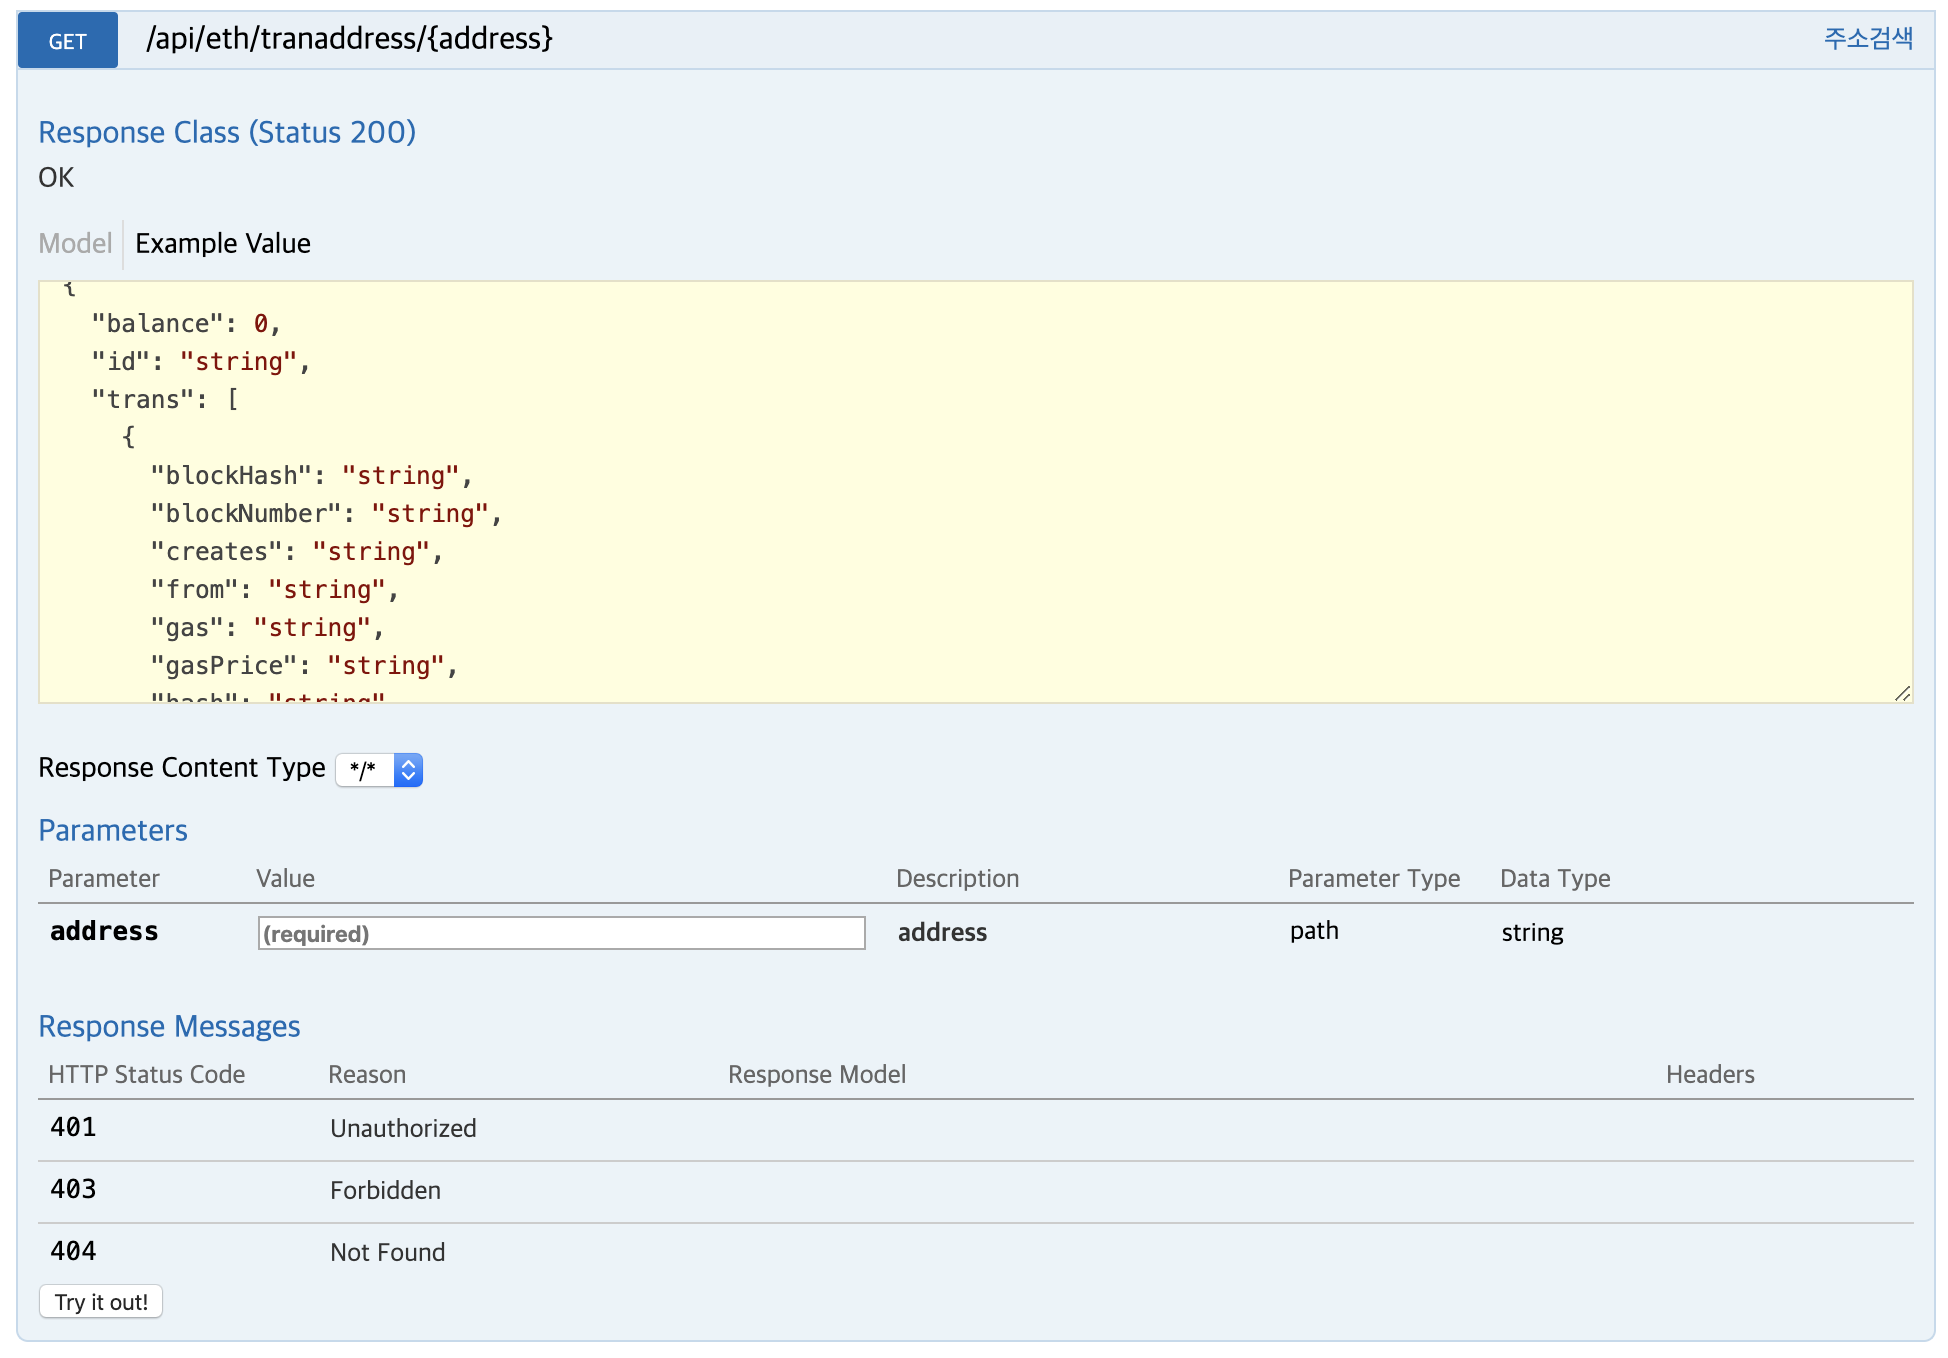 GET /api/eth/tranaddress/{address} 주소검색
Response Class (Status 200)
OK
Model Example Value
{
"balance": 0,
"id": "string",
"trans": [
{
"blockHash": "string",
"blockNumber": "string",
"creates": "string",
"from": "string",
"gas": "string",
"gasPrice": "string",
"hash": "string"
Response Content Type */*
Parameters
Parameter Value Description Parameter Type Data Type
address (required) address path string
Response Messages
HTTP Status Code Reason Response Model Headers
401 Unauthorized
403 Forbidden
404 Not Found
Try it out!